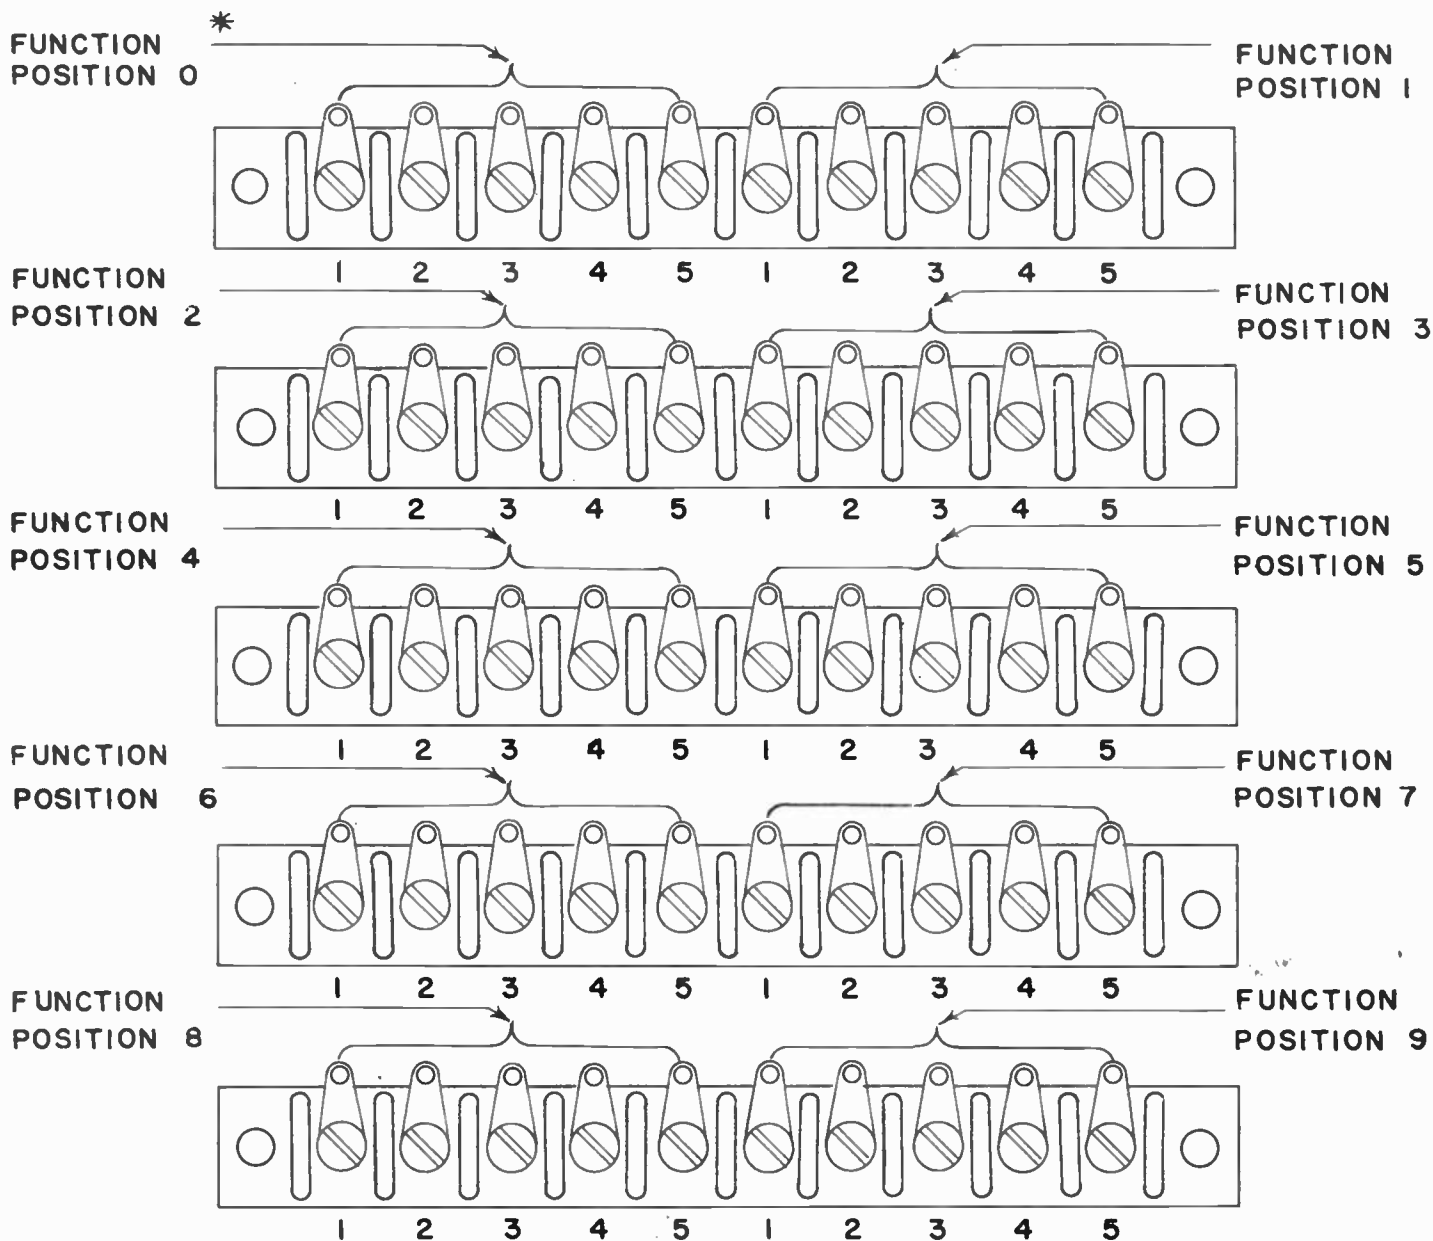 *
FUNCTION
POSITION 0
FUNCTION
POSITION 1
1 2 3 4 5 1 2 3 4 5
FUNCTION
POSITION 2
FUNCTION
POSITION 3
1 2 3 4 5 1 2 3 4 5
FUNCTION
POSITION 4
FUNCTION
POSITION 5
1 2 3 4 5 1 2 3 4 5
FUNCTION
POSITION 6
FUNCTION
POSITION 7
1 2 3 4 5 1 2 3 4 5
FUNCTION
POSITION 8
FUNCTION
POSITION 9
1 2 3 4 5 1 2 3 4 5